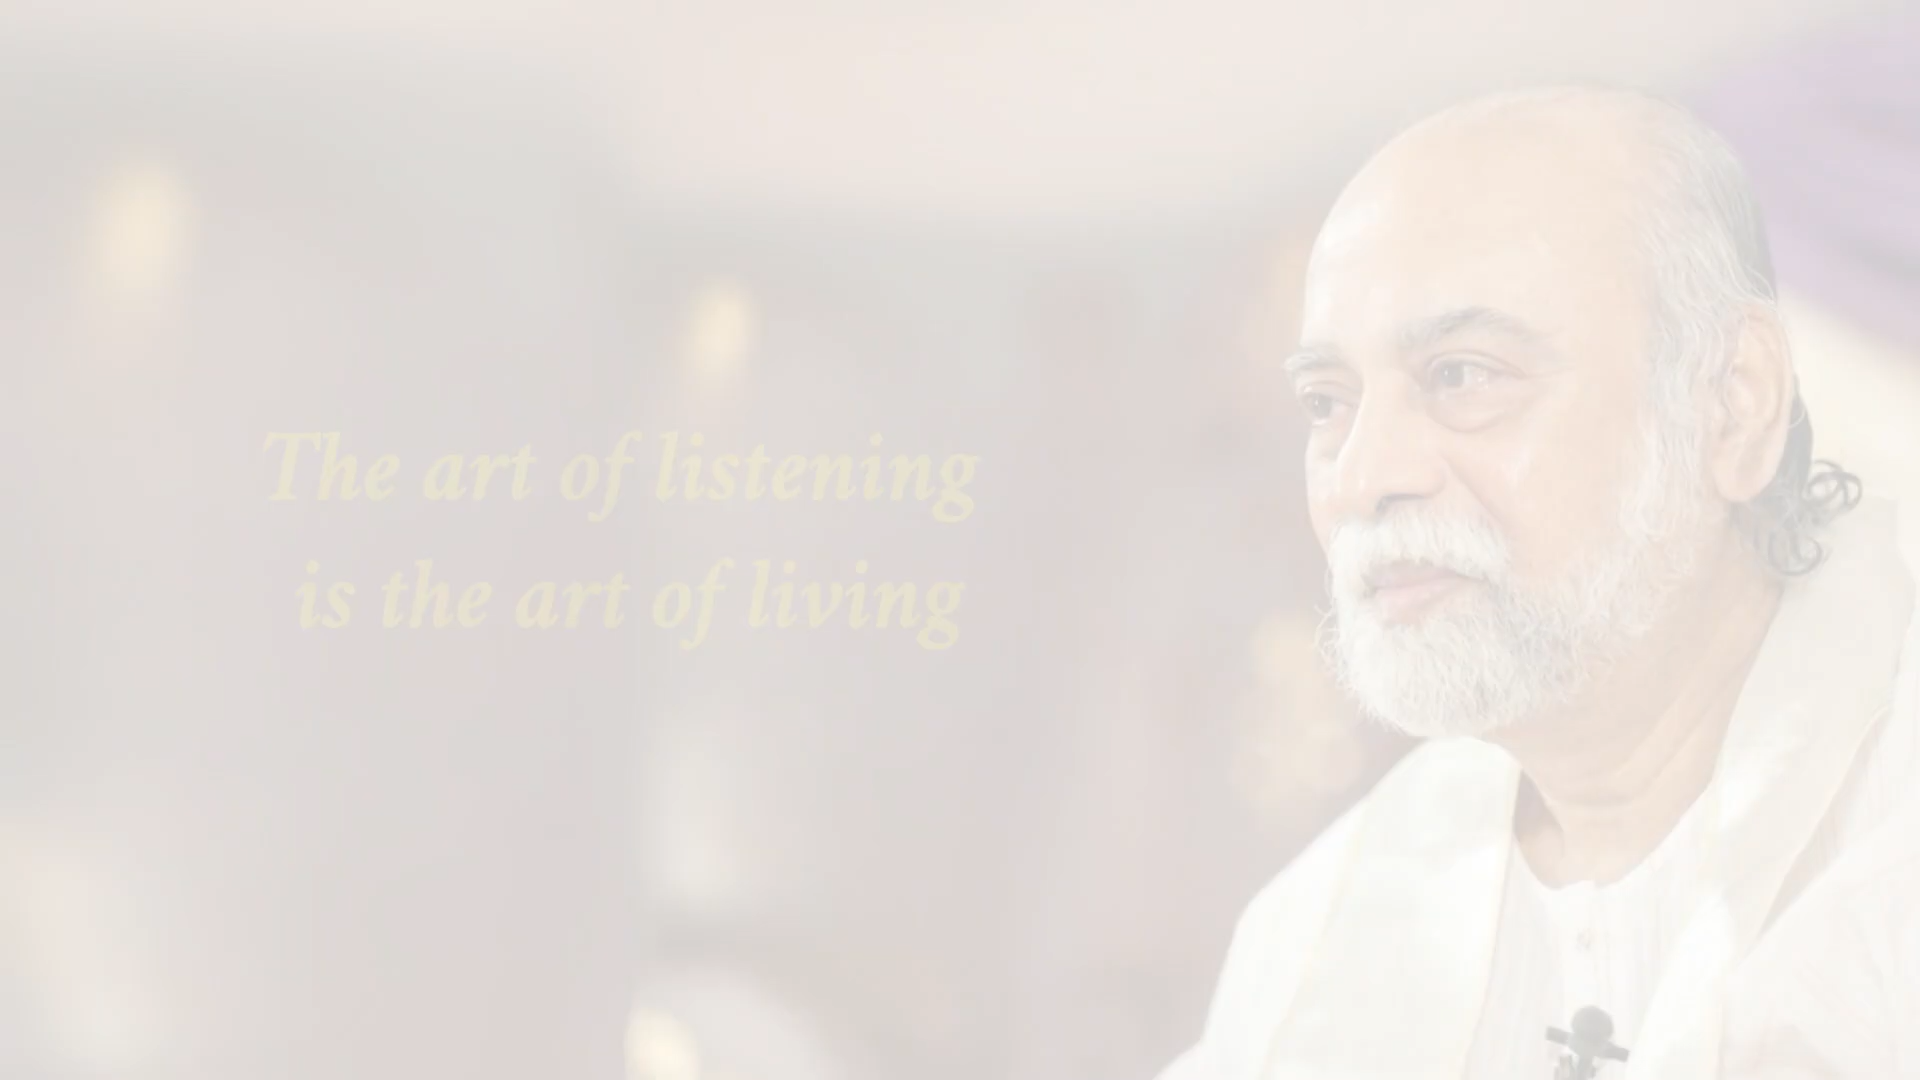 The art of listening
is the art of living